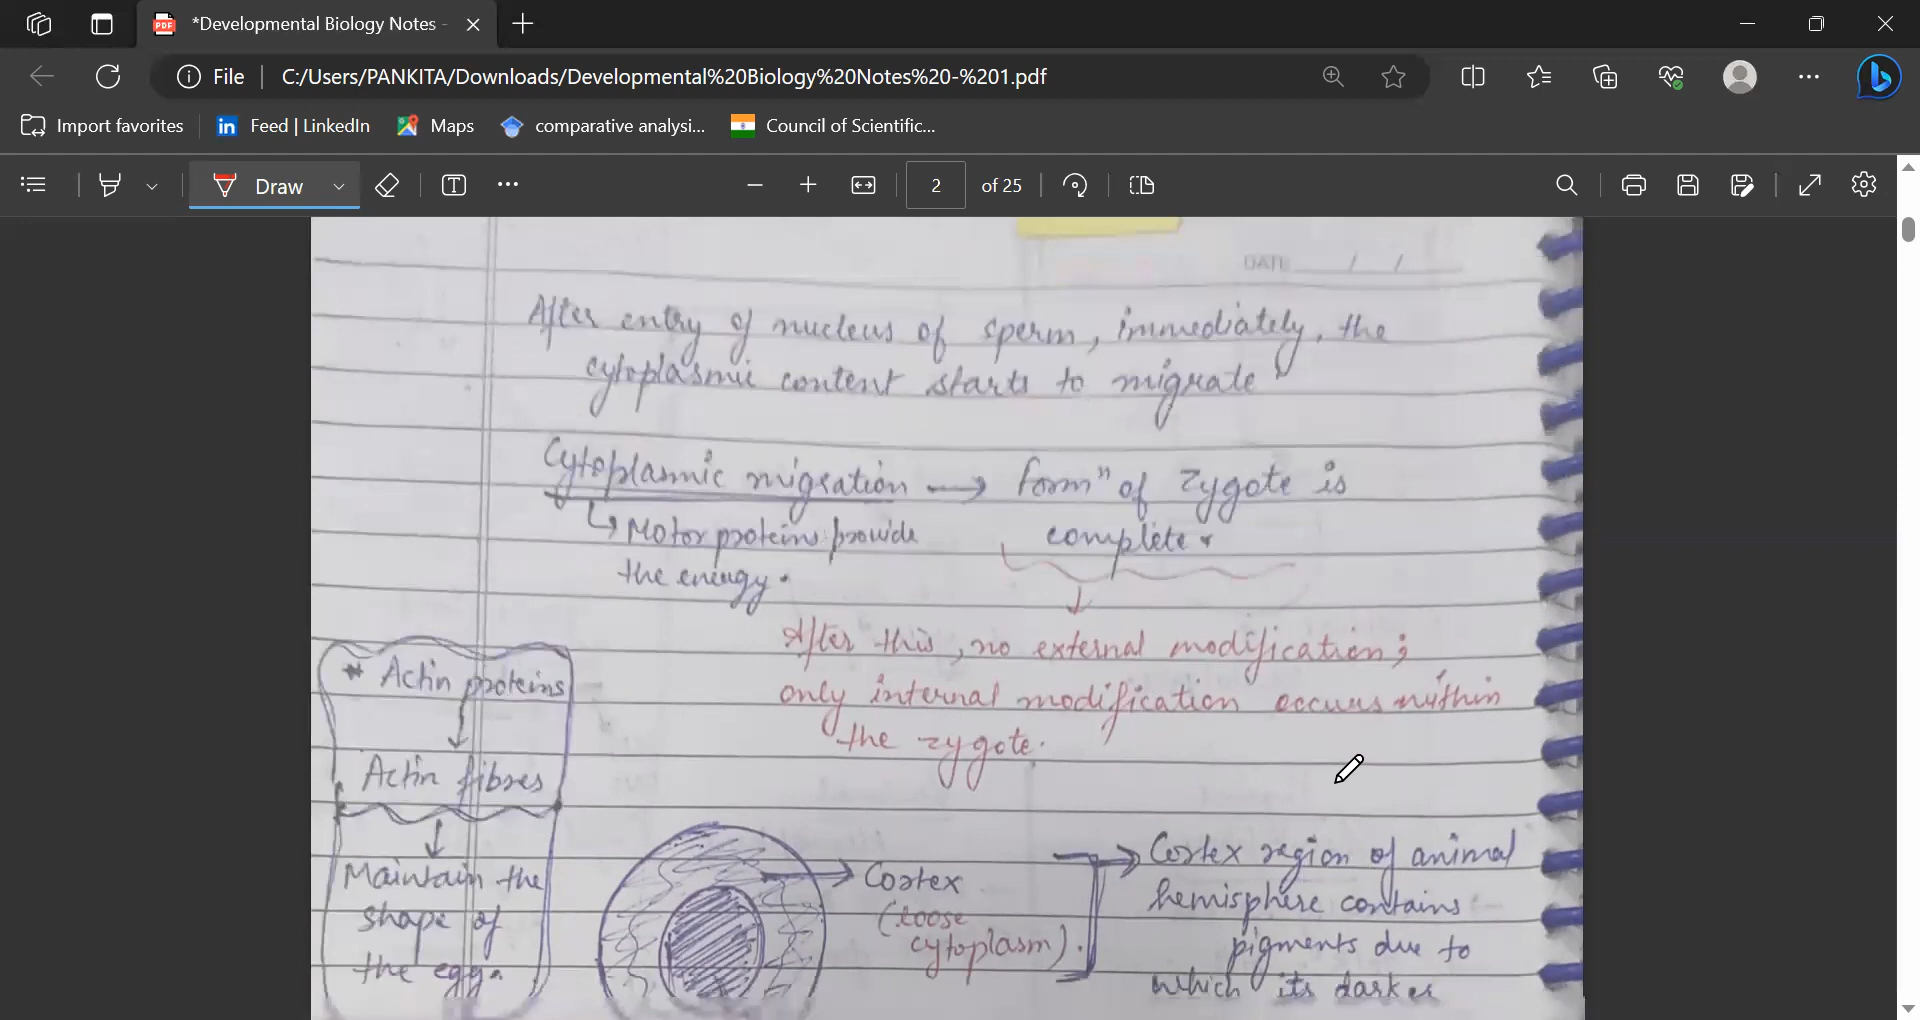 *Developmental Biology Notes -
File
C:/Users/PANKITA/Downloads/Developmental%20Biology%20Notes%20-%201.pdf
Import favorites
Feed | LinkedIn
Maps
comparative analysi...
Council of Scientific...
Draw
2 of 25
DATE / /
After entry of nucleus of sperm, immediately, the
cytoplasmic content starts to migrate
Cytoplasmic migration → formⁿ of zygote is
complete.
↳ Motor proteins provide
the energy.
After this, no external modification;
only internal modification occurs within
the zygote.
* Actin proteins
Actin fibres
Maintain the
shape of
the egg.
Cortex
(loose
cytoplasm).
Cortex region of animal
hemisphere contains
pigments due to
which its darker